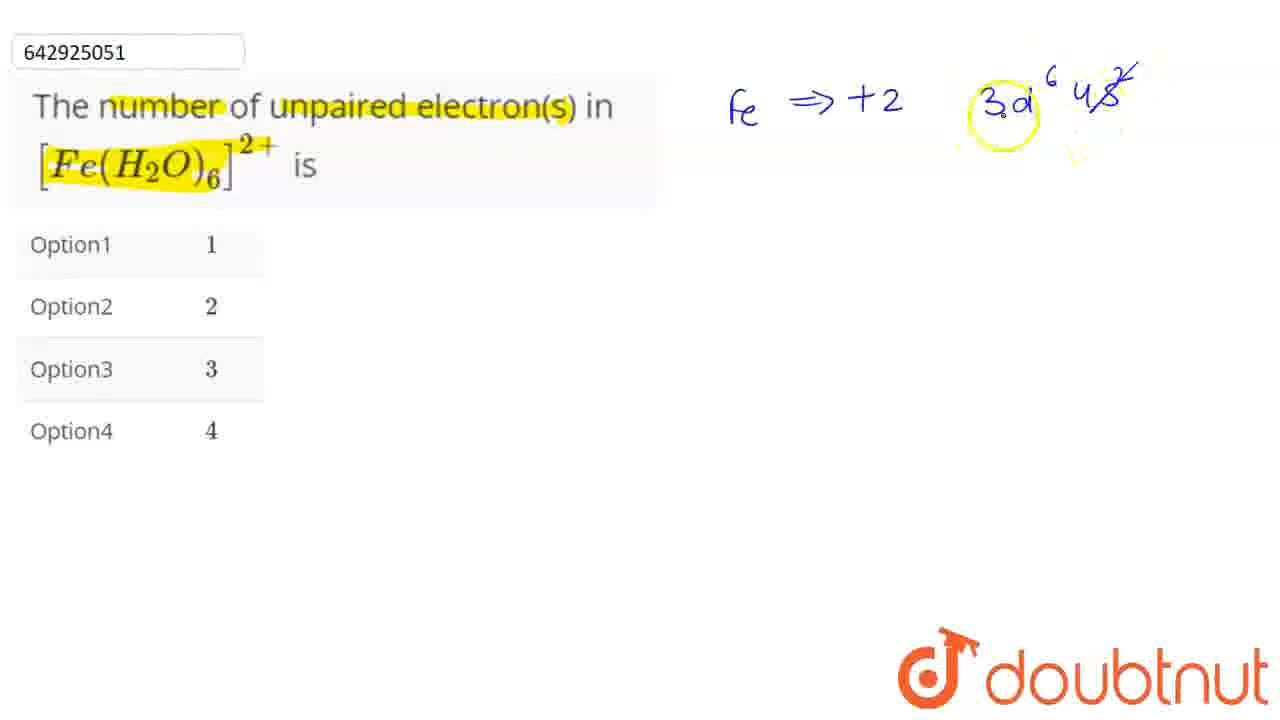 642925051
The number of unpaired electron(s) in
[Fe(H₂O)₆]²⁺ is
Option1 1
Option2 2
Option3 3
Option4 4
Fe ⇒ +2 3d⁶ 4s²
doubtnut